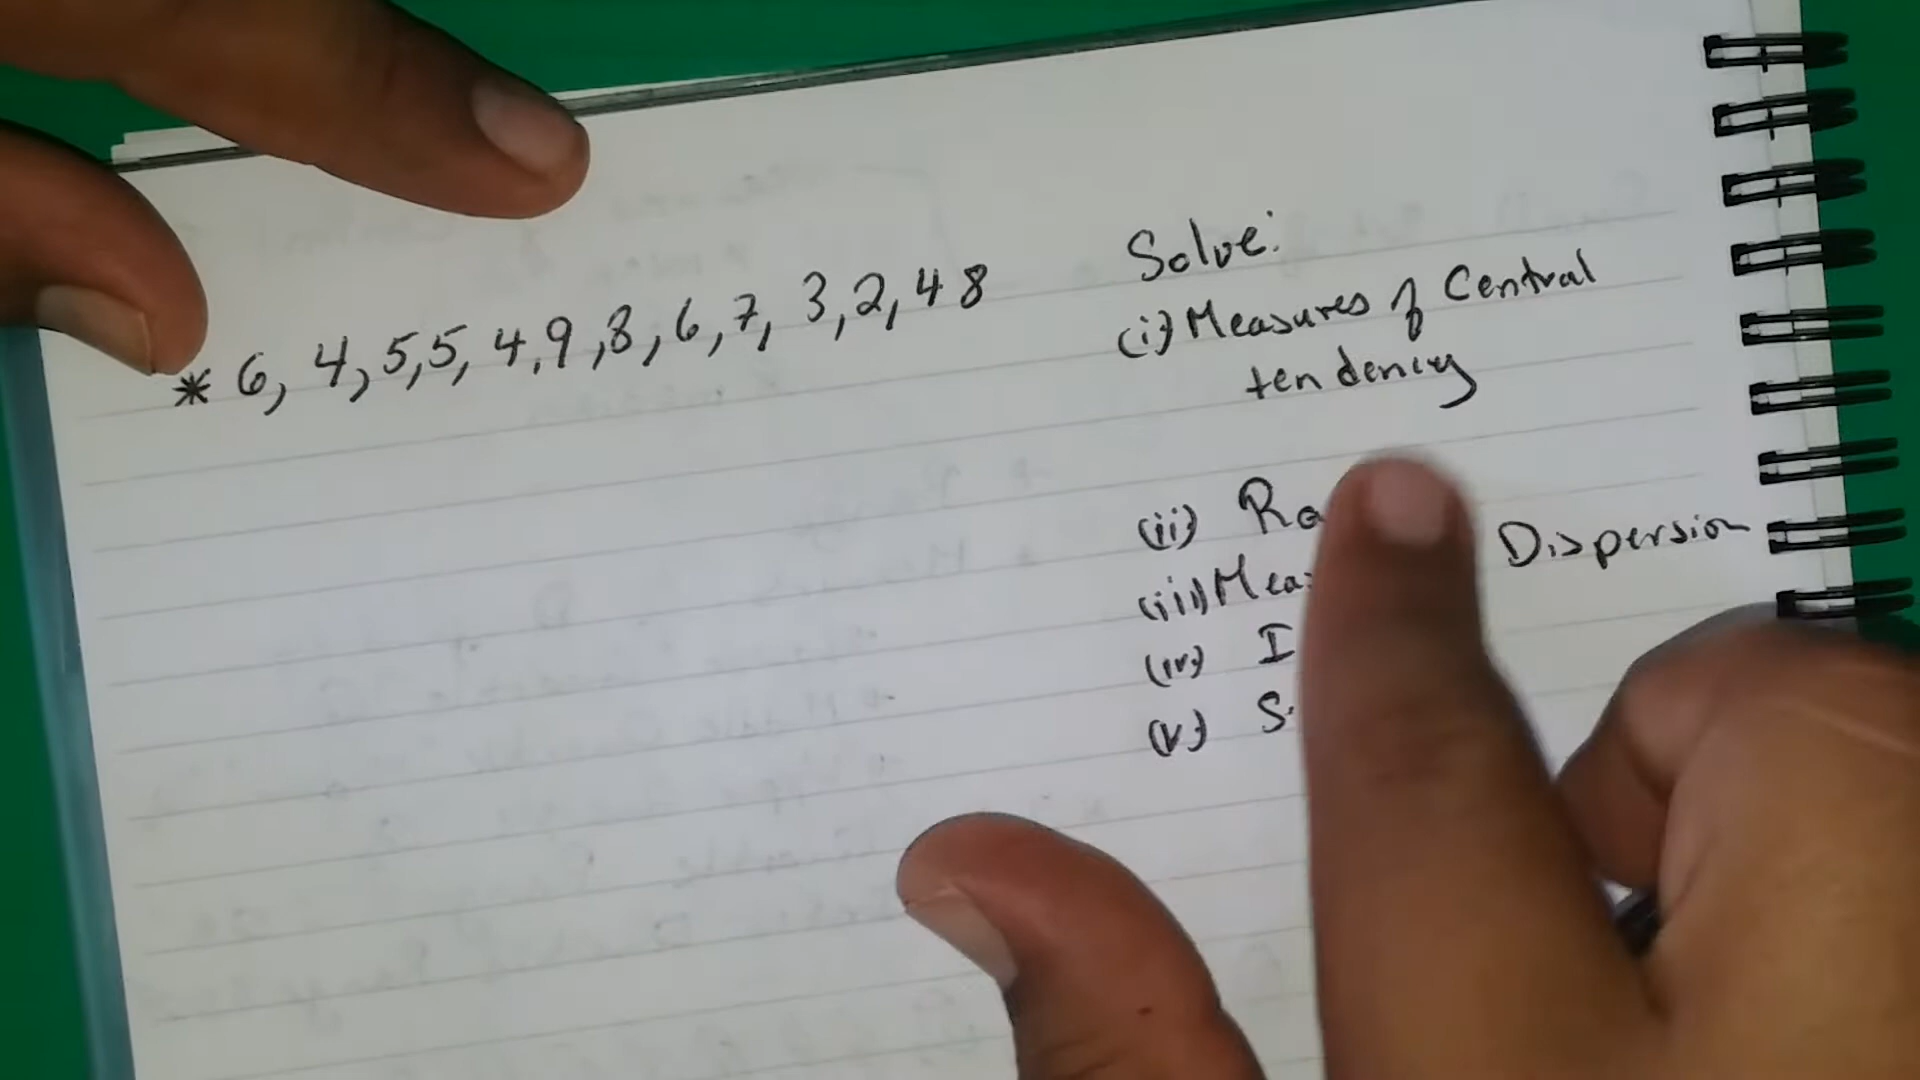 * 6, 4, 5, 5, 4, 9, 8, 6, 7, 3, 2, 4 8
Solve:
(i) Measures of Central
tendency
(ii) Ra
(iii) Mea Dispersion
(iv) I
(v) S